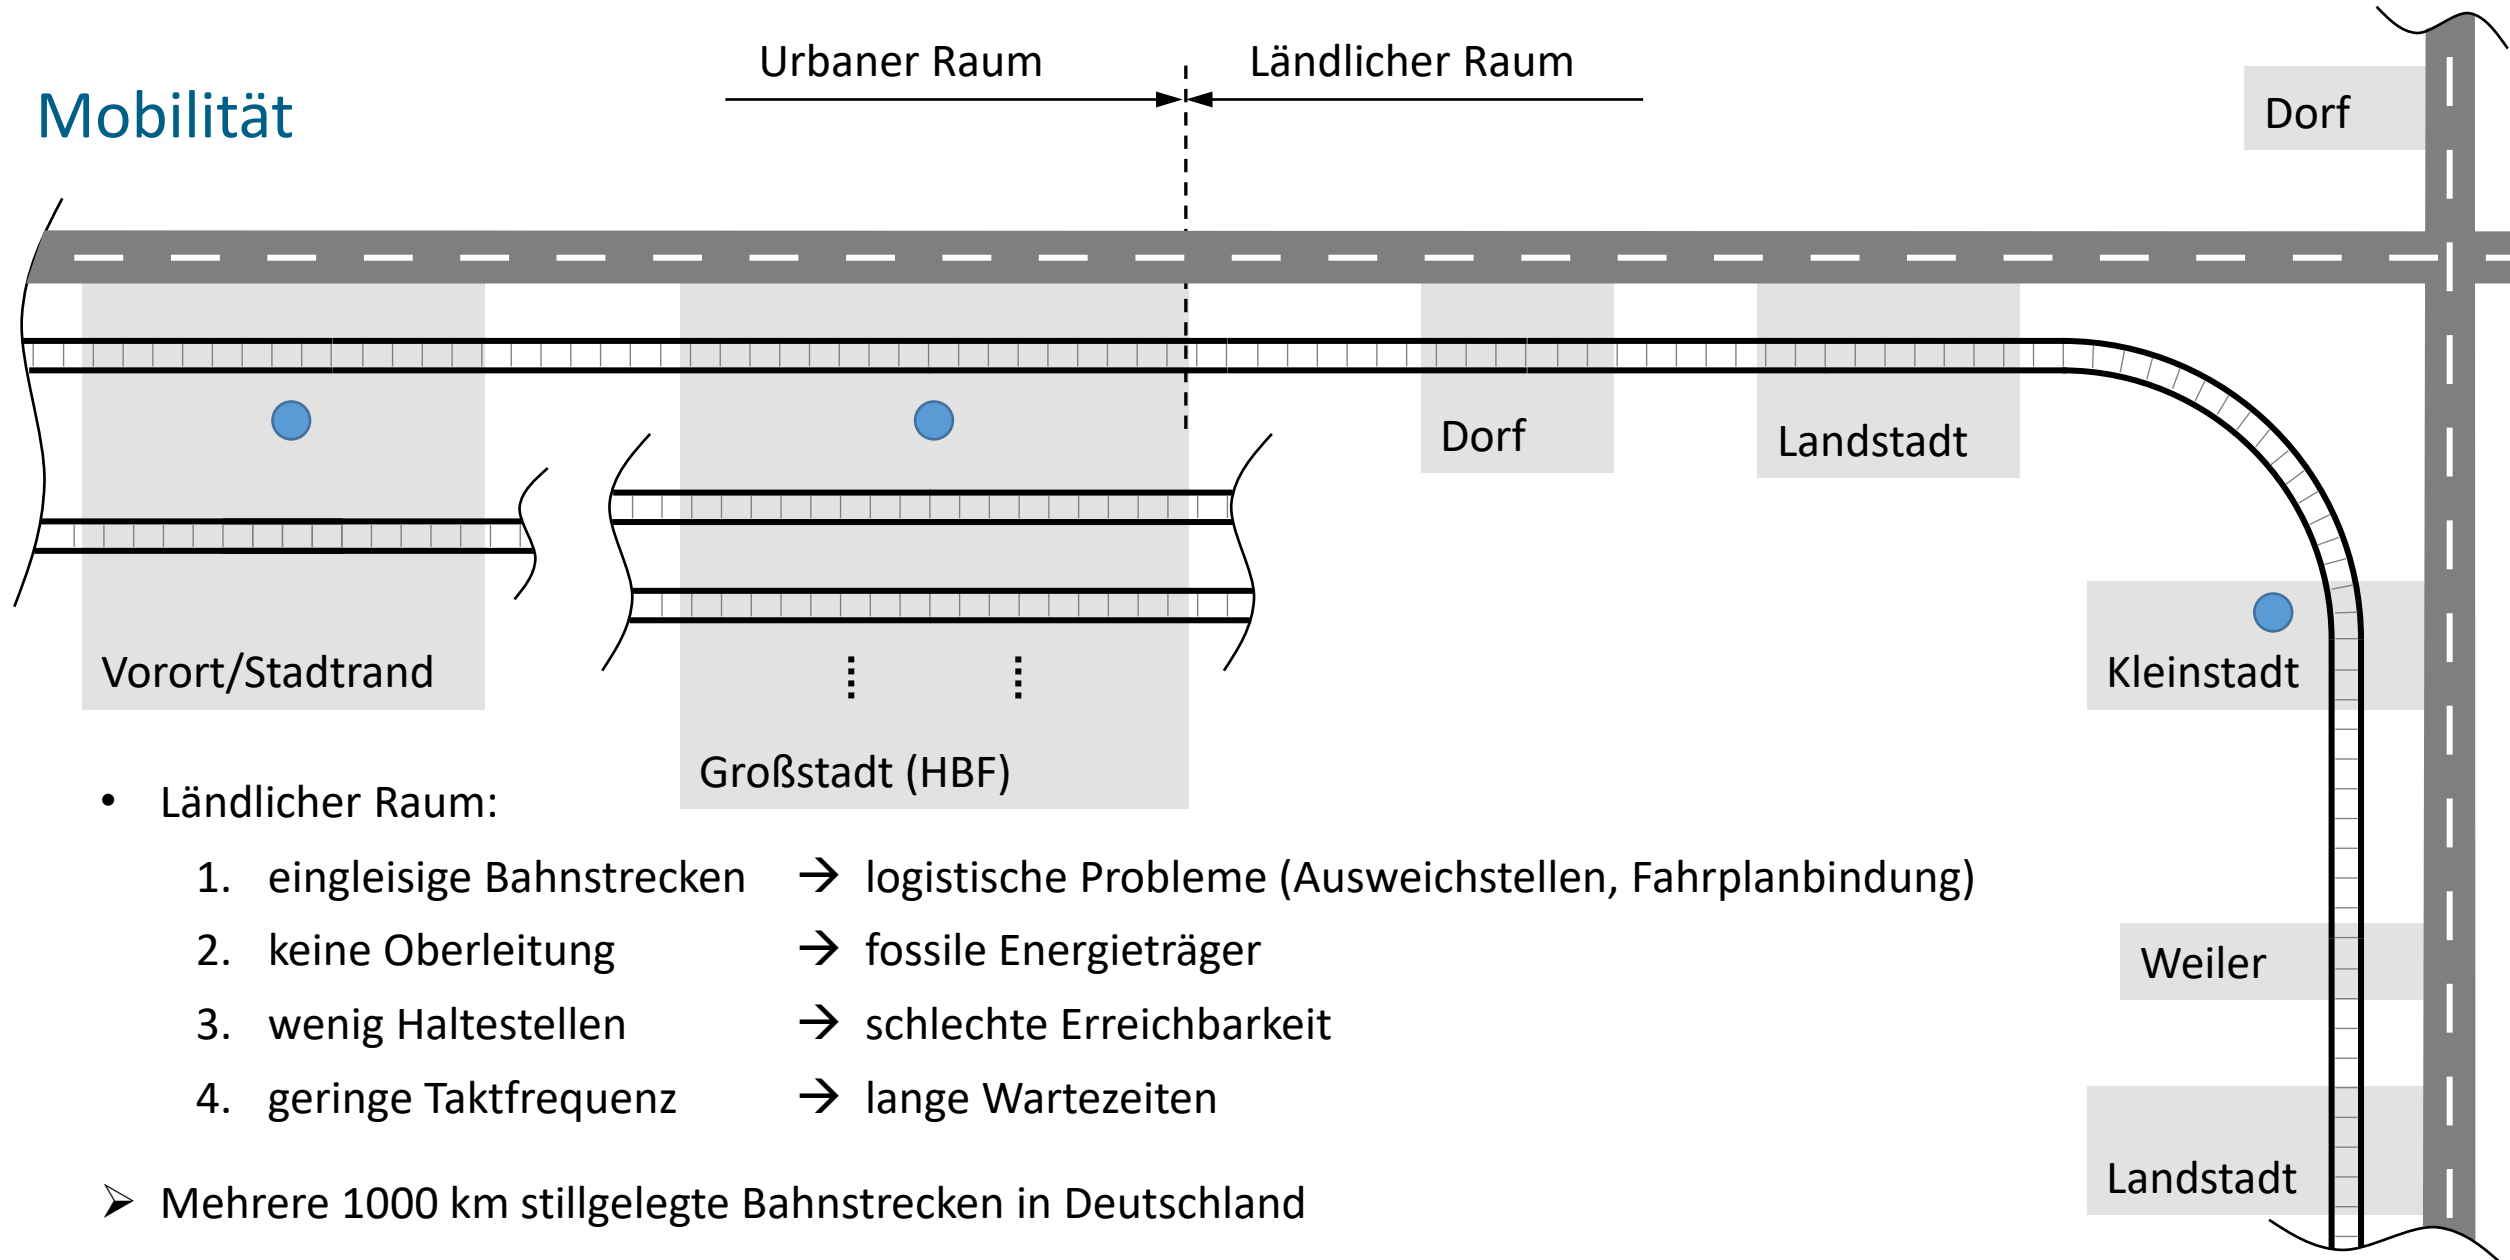 Mobilität
Urbaner Raum
Ländlicher Raum
Dorf
Dorf
Landstadt
Vorort/Stadtrand
Großstadt (HBF)
Kleinstadt
Weiler
Landstadt
• Ländlicher Raum:
1. eingleisige Bahnstrecken → logistische Probleme (Ausweichstellen, Fahrplanbindung)
2. keine Oberleitung → fossile Energieträger
3. wenig Haltestellen → schlechte Erreichbarkeit
4. geringe Taktfrequenz → lange Wartezeiten
➢ Mehrere 1000 km stillgelegte Bahnstrecken in Deutschland